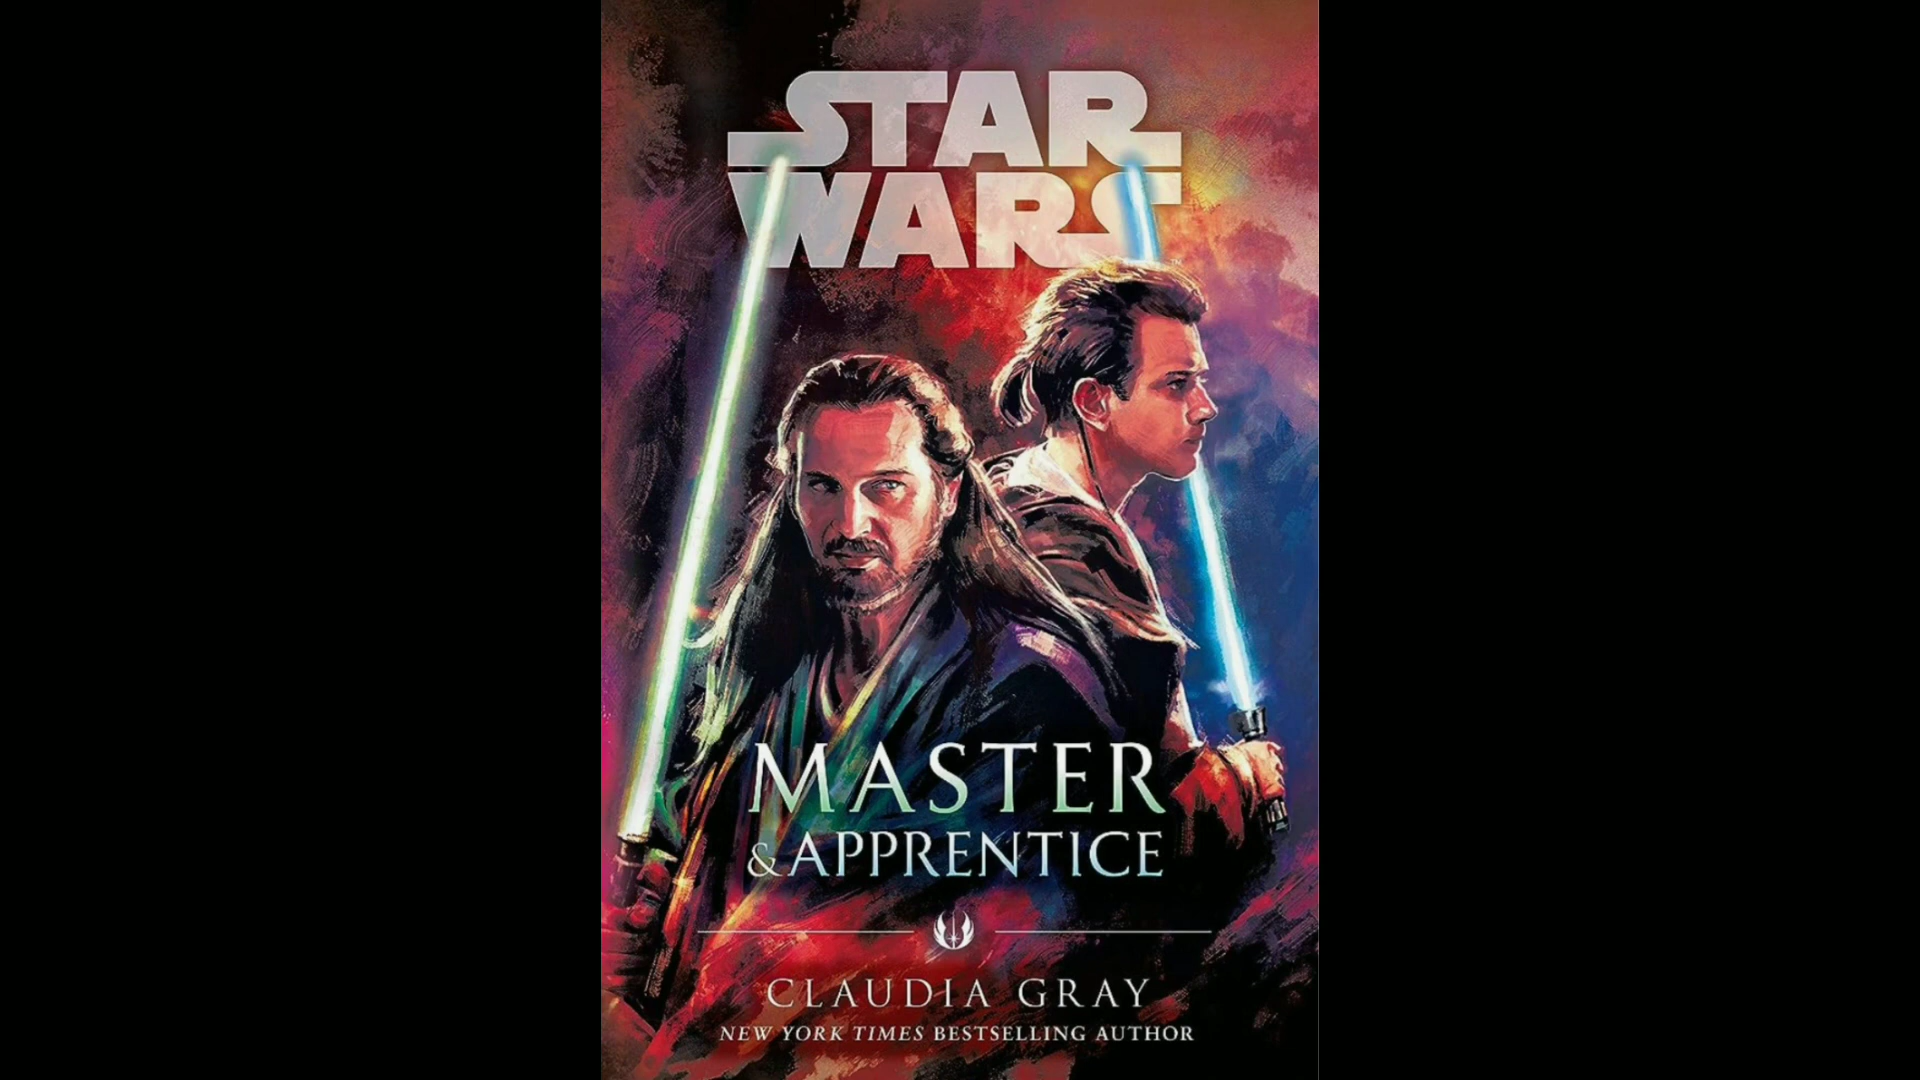 STAR
WARS
MASTER
& APPRENTICE
CLAUDIA GRAY
NEW YORK TIMES BESTSELLING AUTHOR